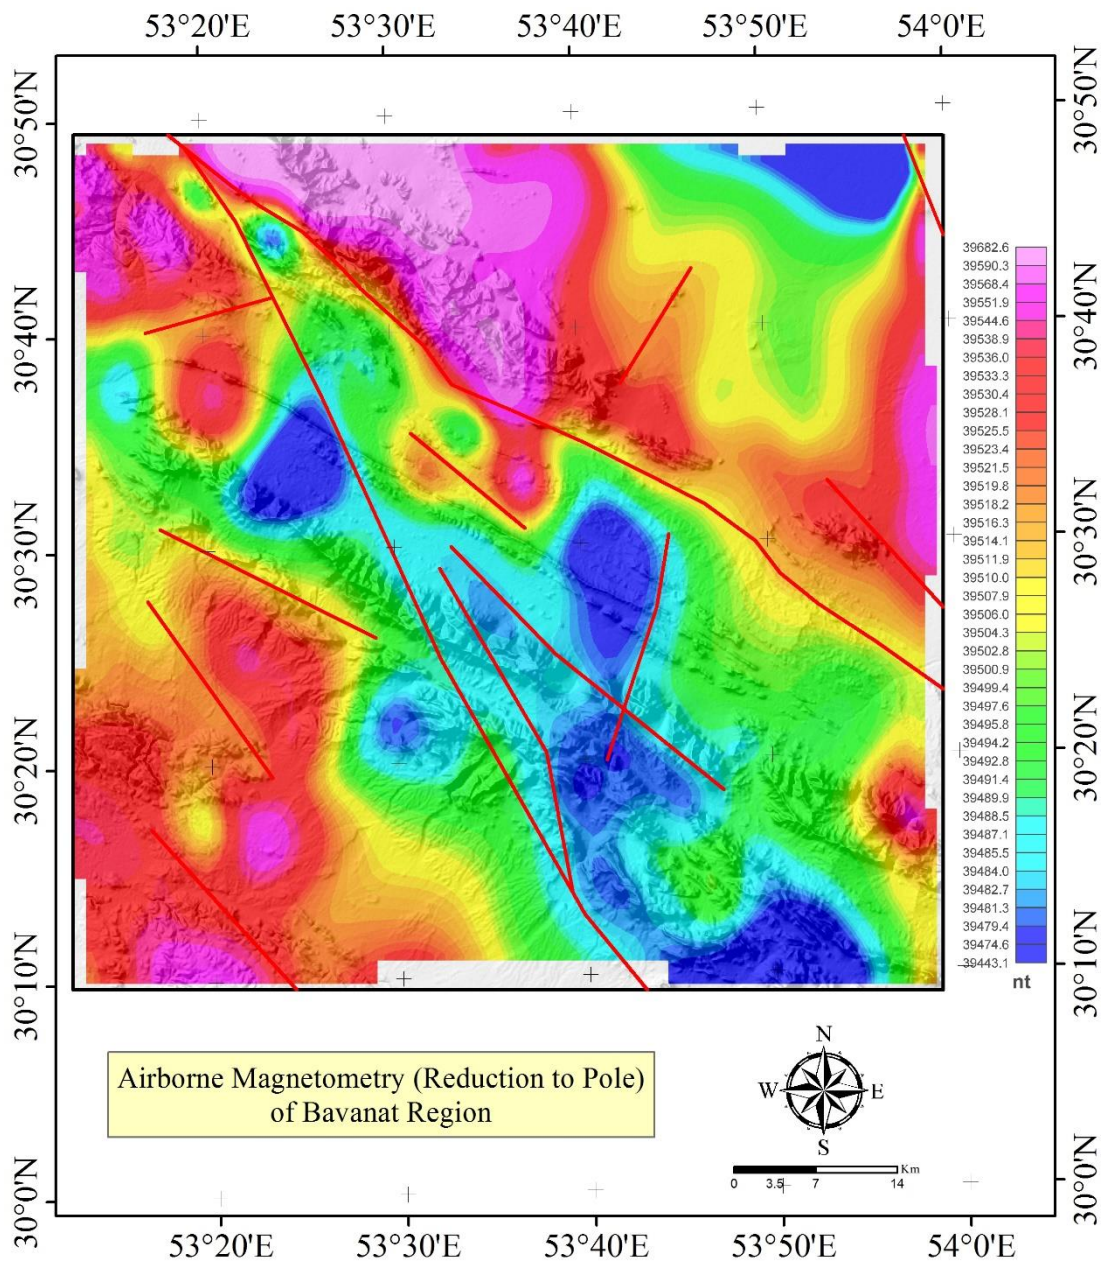 53°20'E 53°30'E 53°40'E 53°50'E 54°0'E
30°50'N
30°40'N
30°30'N
30°20'N
30°10'N
30°0'N
30°50'N
30°40'N
30°30'N
30°20'N
30°10'N
30°0'N
39682.6
39590.3
39568.4
39551.9
39544.6
39538.9
39536.0
39533.3
39530.4
39528.1
39525.5
39523.4
39521.5
39519.8
39518.2
39516.3
39514.1
39511.9
39510.0
39507.9
39506.0
39504.3
39502.8
39500.9
39499.4
39497.6
39495.8
39494.2
39492.8
39491.4
39489.9
39488.5
39487.1
39485.5
39484.0
39482.7
39481.3
39479.4
39474.6
39443.1
nt
Airborne Magnetometry (Reduction to Pole)
of Bavanat Region
N
W E
S
Km
0 3.5 7 14
53°20'E 53°30'E 53°40'E 53°50'E 54°0'E